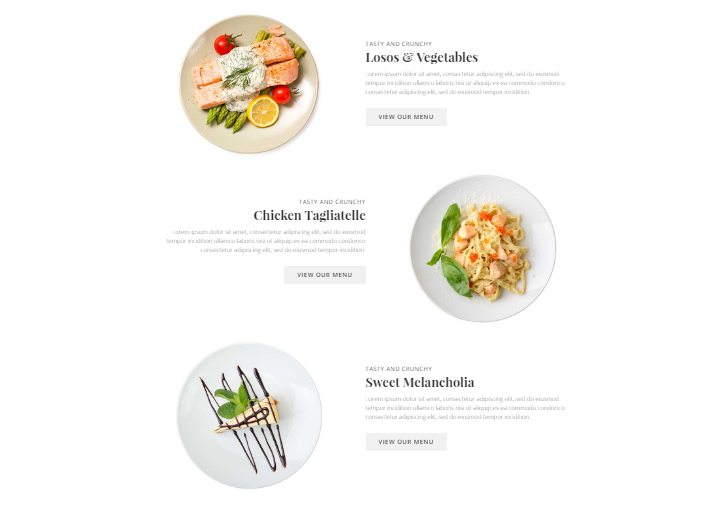 TASTY AND CRUNCHY
Losos & Vegetables
Lorem ipsum dolor sit amet, consectetur adipiscing elit, sed do eiusmod
tempor incidition ullamco laboris nisi ut aliquip ex ea commodo condorico
consectetur adipiscing elit, sed do eiusmod tempor incidition.
VIEW OUR MENU
TASTY AND CRUNCHY
Chicken Tagliatelle
Lorem ipsum dolor sit amet, consectetur adipiscing elit, sed do eiusmod
tempor incidition ullamco laboris nisi ut aliquip ex ea commodo condorico
consectetur adipiscing elit, sed do eiusmod tempor incidition.
VIEW OUR MENU
TASTY AND CRUNCHY
Sweet Melancholia
Lorem ipsum dolor sit amet, consectetur adipiscing elit, sed do eiusmod
tempor incidition ullamco laboris nisi ut aliquip ex ea commodo condorico
consectetur adipiscing elit, sed do eiusmod tempor incidition.
VIEW OUR MENU